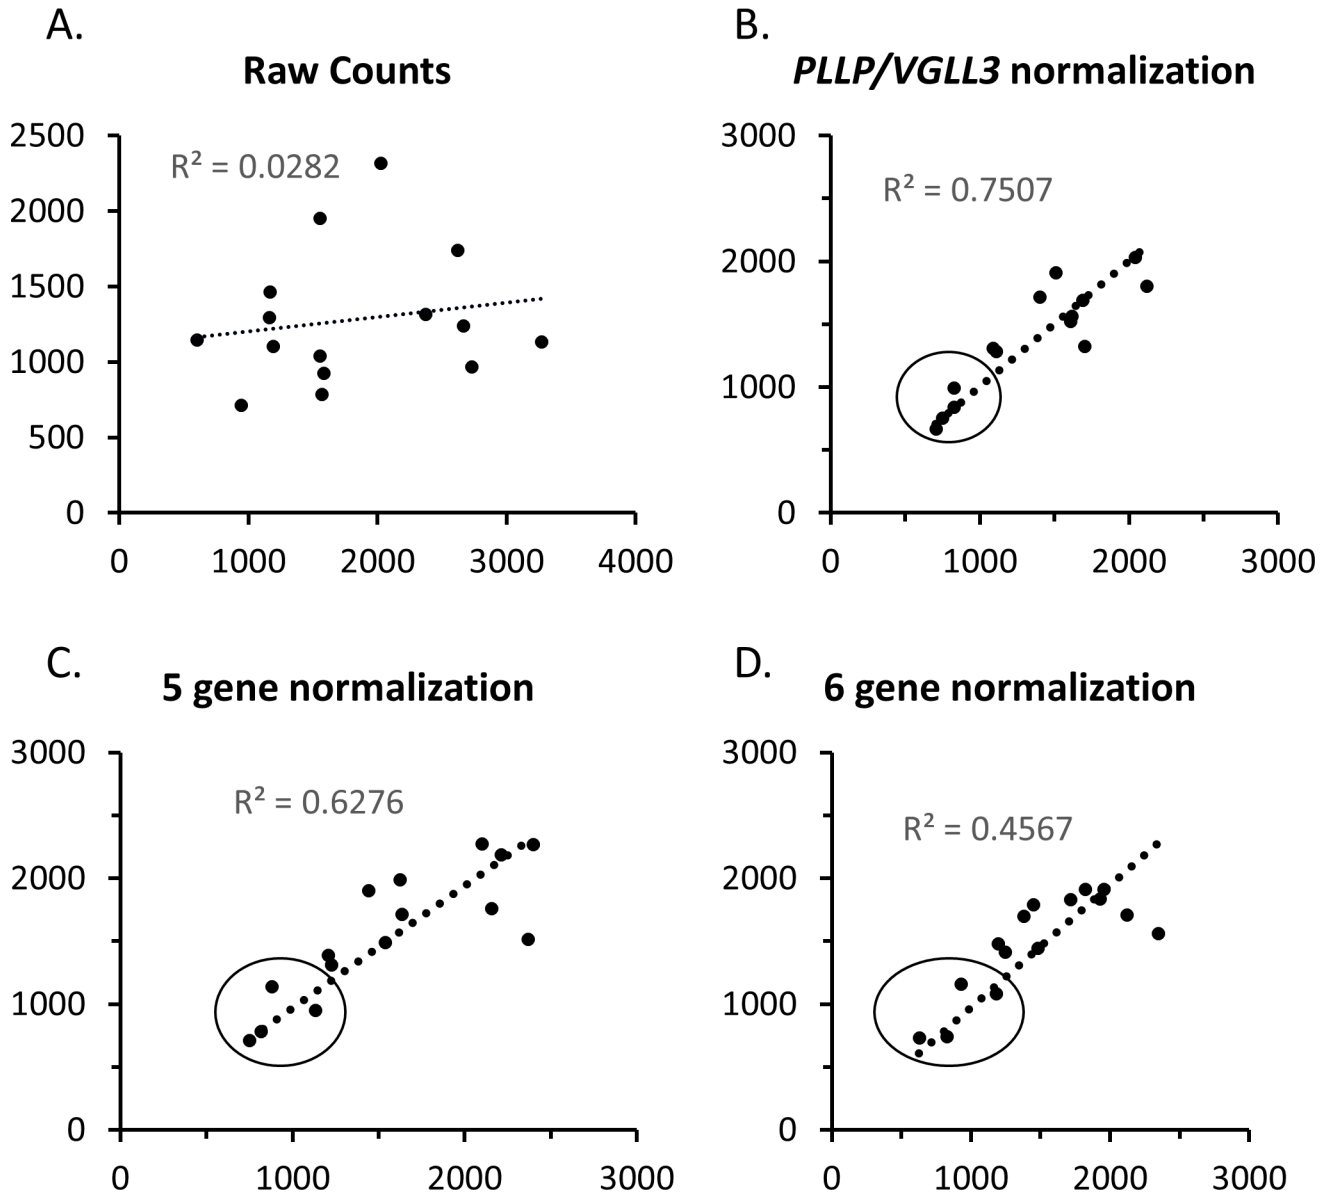 A.
Raw Counts
2500
2000
1500
1000
500
0
R² = 0.0282
0 1000 2000 3000 4000
B.
PLLP/VGLL3 normalization
3000
2000
1000
0
R² = 0.7507
0 1000 2000 3000
C.
5 gene normalization
3000
2000
1000
0
R² = 0.6276
0 1000 2000 3000
D.
6 gene normalization
3000
2000
1000
0
R² = 0.4567
0 1000 2000 3000